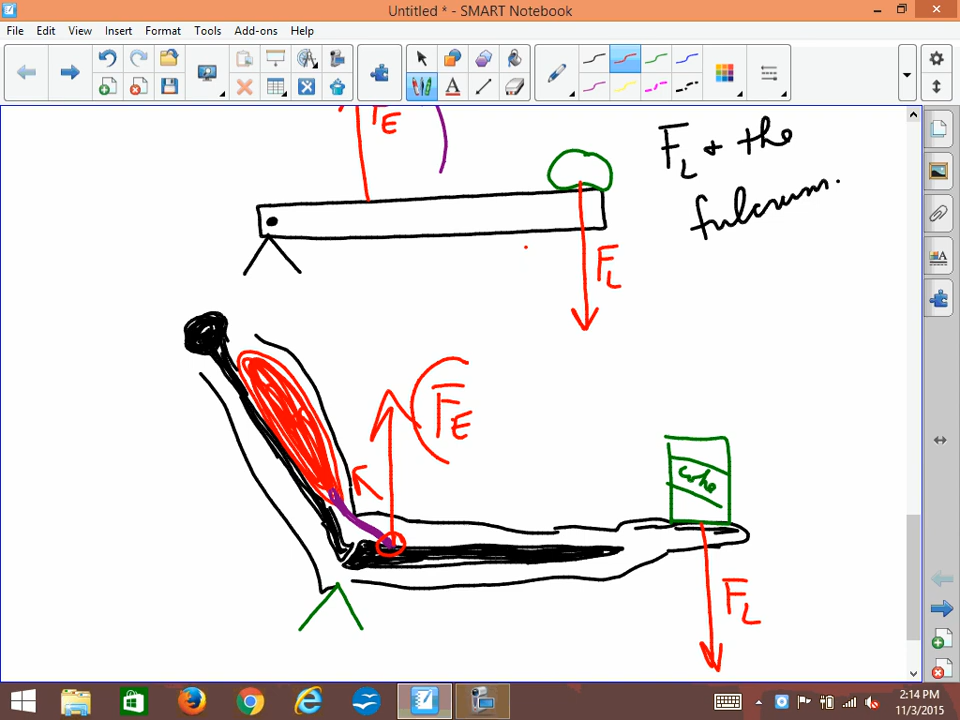 Untitled * - SMART Notebook
File Edit View Insert Format Tools Add-ons Help
FE
FL + the
fulcrum.
FL
FE
coke
FL
2:14 PM
11/3/2015